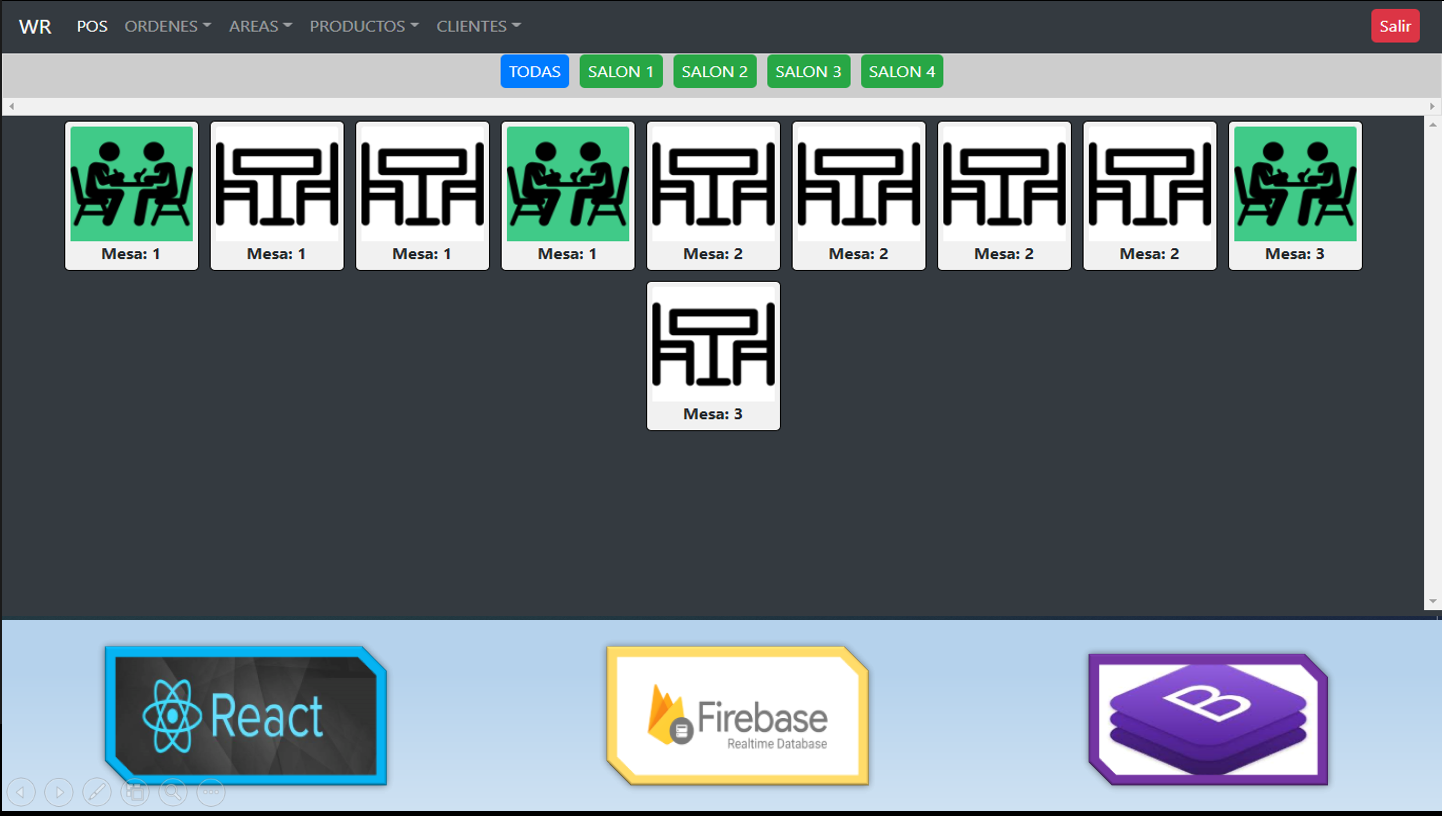 WR POS ORDENES AREAS PRODUCTOS CLIENTES Salir
TODAS SALON 1 SALON 2 SALON 3 SALON 4
Mesa: 1 Mesa: 1 Mesa: 1 Mesa: 1 Mesa: 2 Mesa: 2 Mesa: 2 Mesa: 2 Mesa: 3
Mesa: 3
React
Firebase
Realtime Database
B